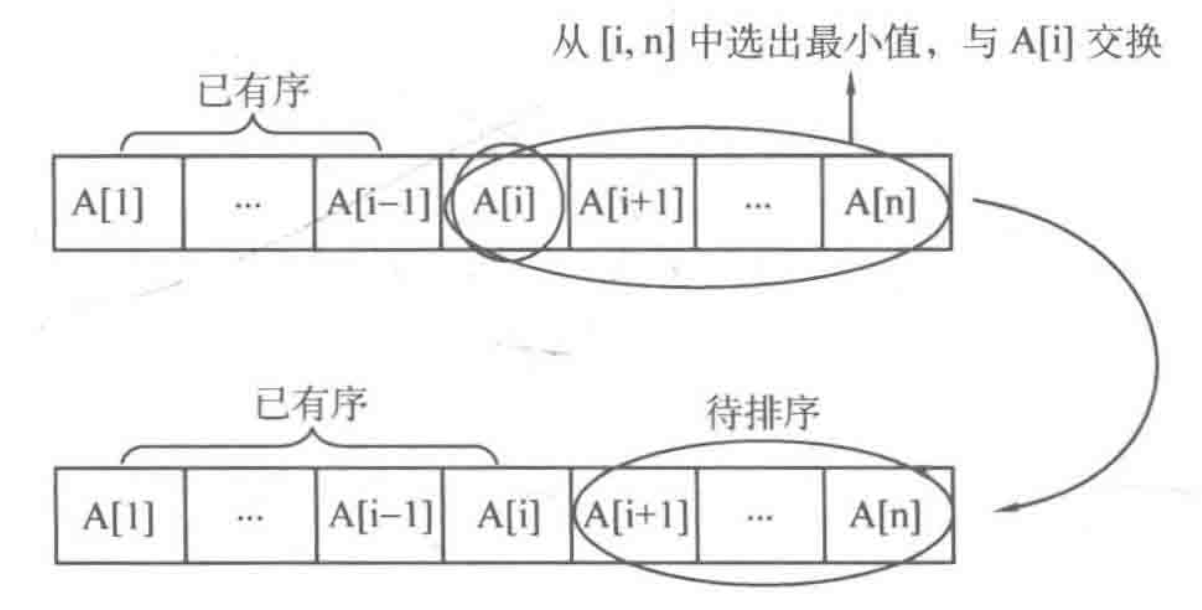 从 [i, n] 中选出最小值，与 A[i] 交换
已有序
A[1] ... A[i−1] A[i] A[i+1] ... A[n]
已有序 待排序
A[1] ... A[i−1] A[i] A[i+1] ... A[n]